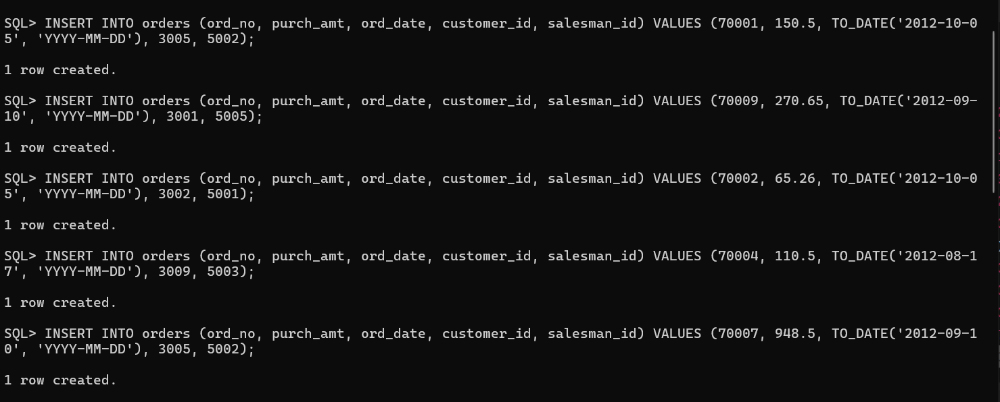 SQL> INSERT INTO orders (ord_no, purch_amt, ord_date, customer_id, salesman_id) VALUES (70001, 150.5, TO_DATE('2012-10-0
5', 'YYYY-MM-DD'), 3005, 5002);
1 row created.
SQL> INSERT INTO orders (ord_no, purch_amt, ord_date, customer_id, salesman_id) VALUES (70009, 270.65, TO_DATE('2012-09-
10', 'YYYY-MM-DD'), 3001, 5005);
1 row created.
SQL> INSERT INTO orders (ord_no, purch_amt, ord_date, customer_id, salesman_id) VALUES (70002, 65.26, TO_DATE('2012-10-0
5', 'YYYY-MM-DD'), 3002, 5001);
1 row created.
SQL> INSERT INTO orders (ord_no, purch_amt, ord_date, customer_id, salesman_id) VALUES (70004, 110.5, TO_DATE('2012-08-1
7', 'YYYY-MM-DD'), 3009, 5003);
1 row created.
SQL> INSERT INTO orders (ord_no, purch_amt, ord_date, customer_id, salesman_id) VALUES (70007, 948.5, TO_DATE('2012-09-1
0', 'YYYY-MM-DD'), 3005, 5002);
1 row created.